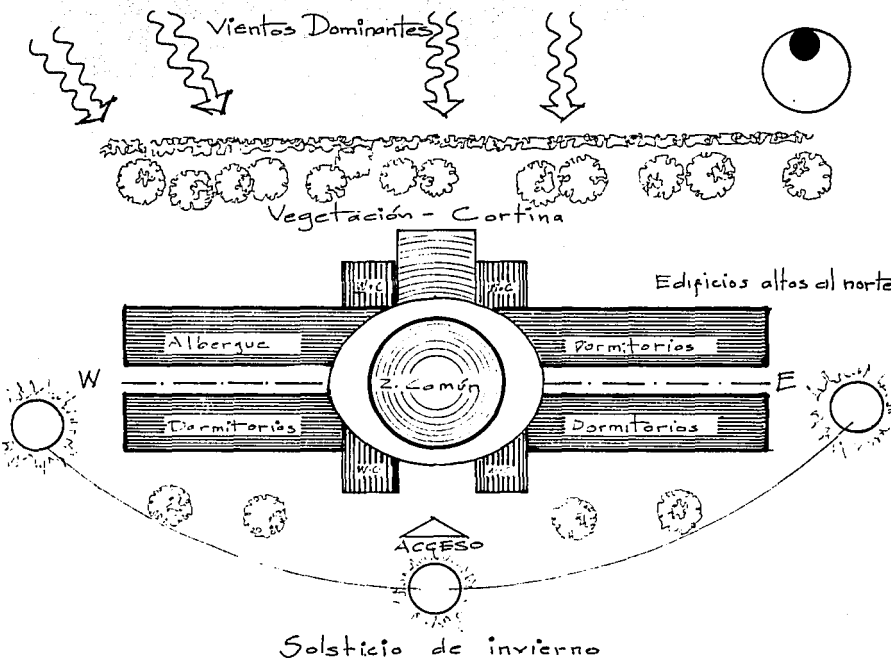 Vientos Dominantes
Vegetación - Cortina
W.C
W.C
Edificios altos al norte
Albergue
Dormitorios
W
Z. Común
E
Dormitorios
Dormitorios
W.C
ACCESO
Solsticio de invierno